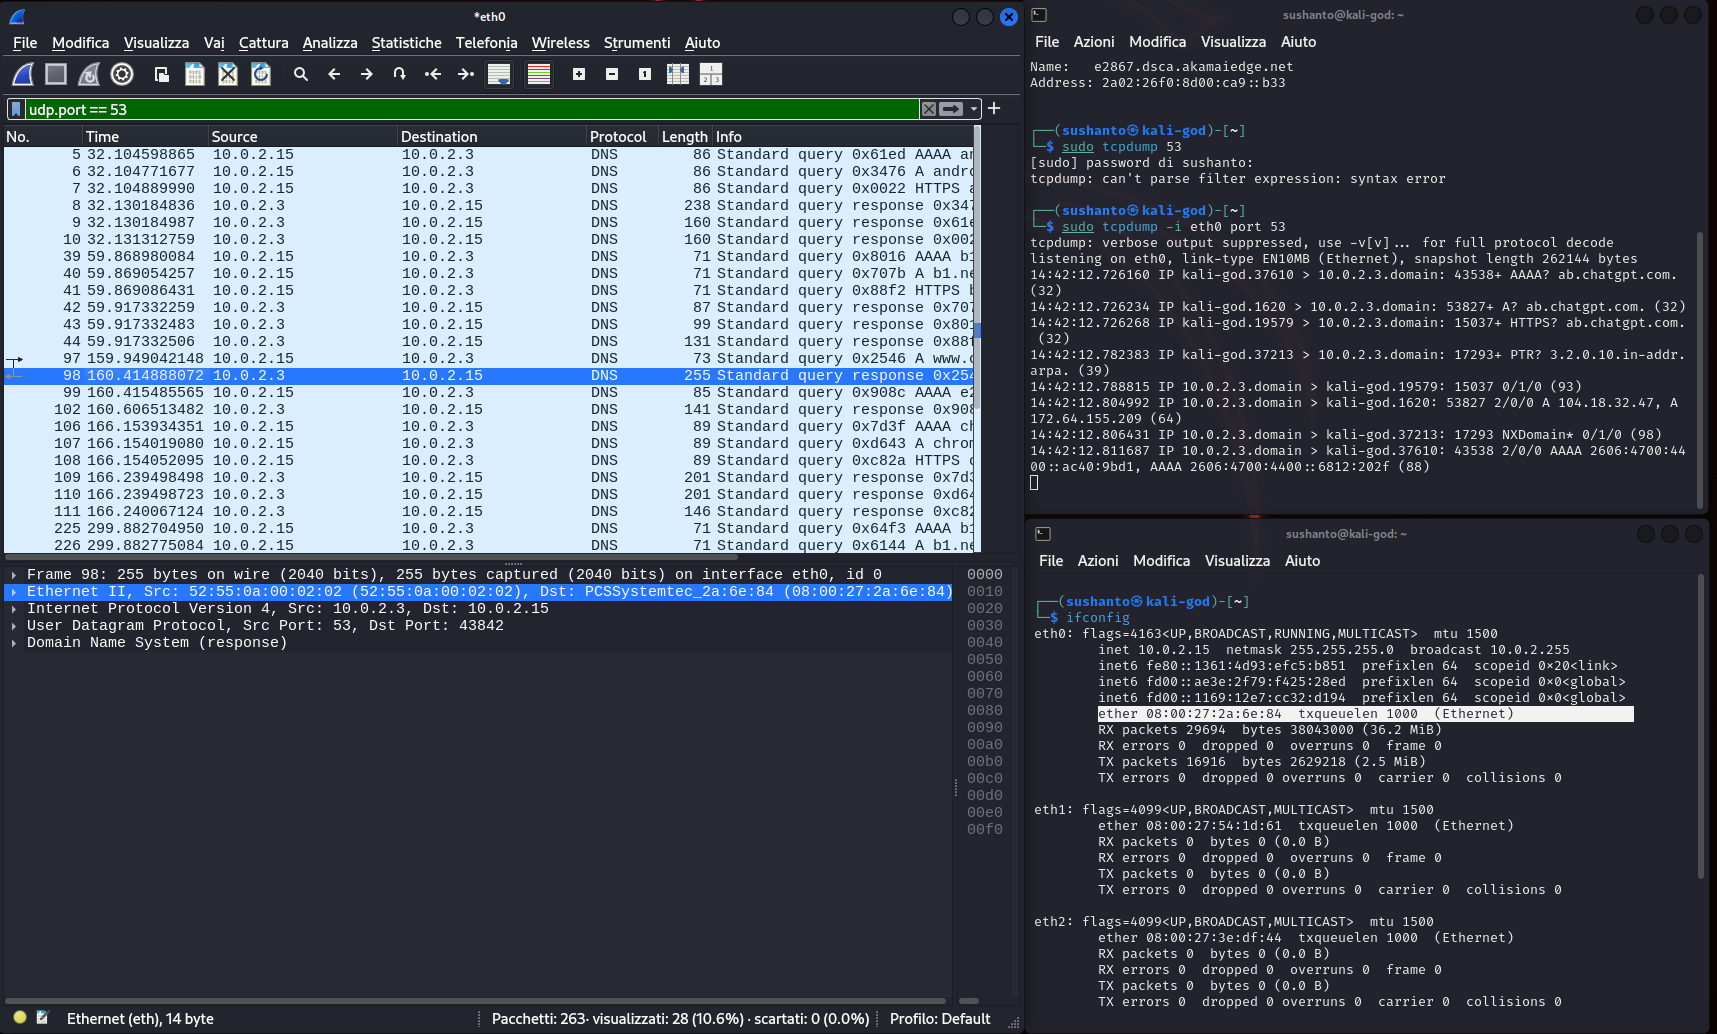 *eth0
File Modifica Visualizza Vai Cattura Analizza Statistiche Telefonia Wireless Strumenti Aiuto
udp.port == 53
No. Time Source Destination Protocol Length Info
5 32.104598865 10.0.2.15 10.0.2.3 DNS 86 Standard query 0x61ed AAAA an
6 32.104771677 10.0.2.15 10.0.2.3 DNS 86 Standard query 0x3476 A andro
7 32.104889990 10.0.2.15 10.0.2.3 DNS 86 Standard query 0x0022 HTTPS a
8 32.130184836 10.0.2.3 10.0.2.15 DNS 238 Standard query response 0x347
9 32.130184987 10.0.2.3 10.0.2.15 DNS 160 Standard query response 0x61e
10 32.131312759 10.0.2.3 10.0.2.15 DNS 160 Standard query response 0x002
39 59.868980084 10.0.2.15 10.0.2.3 DNS 71 Standard query 0x8016 AAAA b1
40 59.869054257 10.0.2.15 10.0.2.3 DNS 71 Standard query 0x707b A b1.ne
41 59.869086431 10.0.2.15 10.0.2.3 DNS 71 Standard query 0x88f2 HTTPS b
42 59.917332259 10.0.2.3 10.0.2.15 DNS 87 Standard query response 0x707
43 59.917332483 10.0.2.3 10.0.2.15 DNS 99 Standard query response 0x801
44 59.917332506 10.0.2.3 10.0.2.15 DNS 131 Standard query response 0x88f
97 159.949042148 10.0.2.15 10.0.2.3 DNS 73 Standard query 0x2546 A www.c
98 160.414888072 10.0.2.3 10.0.2.15 DNS 255 Standard query response 0x254
99 160.415485565 10.0.2.15 10.0.2.3 DNS 85 Standard query 0x908c AAAA e2
102 160.606513482 10.0.2.3 10.0.2.15 DNS 141 Standard query response 0x908
106 166.153934351 10.0.2.15 10.0.2.3 DNS 89 Standard query 0x7d3f AAAA ch
107 166.154019080 10.0.2.15 10.0.2.3 DNS 89 Standard query 0xd643 A chrom
108 166.154052095 10.0.2.15 10.0.2.3 DNS 89 Standard query 0xc82a HTTPS c
109 166.239498498 10.0.2.3 10.0.2.15 DNS 201 Standard query response 0x7d3
110 166.239498723 10.0.2.3 10.0.2.15 DNS 201 Standard query response 0xd64
111 166.240067124 10.0.2.3 10.0.2.15 DNS 146 Standard query response 0xc82
225 299.882704950 10.0.2.15 10.0.2.3 DNS 71 Standard query 0x64f3 AAAA b1
226 299.882775084 10.0.2.15 10.0.2.3 DNS 71 Standard query 0x6144 A b1.ne
Frame 98: 255 bytes on wire (2040 bits), 255 bytes captured (2040 bits) on interface eth0, id 0
Ethernet II, Src: 52:55:0a:00:02:02 (52:55:0a:00:02:02), Dst: PCSSystemtec_2a:6e:84 (08:00:27:2a:6e:84)
Internet Protocol Version 4, Src: 10.0.2.3, Dst: 10.0.2.15
User Datagram Protocol, Src Port: 53, Dst Port: 43842
Domain Name System (response)
0000
0010
0020
0030
0040
0050
0060
0070
0080
0090
00a0
00b0
00c0
00d0
00e0
00f0
Ethernet (eth), 14 byte
Pacchetti: 263· visualizzati: 28 (10.6%) · scartati: 0 (0.0%)
Profilo: Default
sushanto@kali-god: ~
File Azioni Modifica Visualizza Aiuto
Name: e2867.dsca.akamaiedge.net
Address: 2a02:26f0:8d00:ca9::b33
┌──(sushanto㉿kali-god)-[~]
└─$ sudo tcpdump 53
[sudo] password di sushanto:
tcpdump: can't parse filter expression: syntax error
┌──(sushanto㉿kali-god)-[~]
└─$ sudo tcpdump -i eth0 port 53
tcpdump: verbose output suppressed, use -v[v]... for full protocol decode
listening on eth0, link-type EN10MB (Ethernet), snapshot length 262144 bytes
14:42:12.726160 IP kali-god.37610 > 10.0.2.3.domain: 43538+ AAAA? ab.chatgpt.com.
(32)
14:42:12.726234 IP kali-god.1620 > 10.0.2.3.domain: 53827+ A? ab.chatgpt.com. (32)
14:42:12.726268 IP kali-god.19579 > 10.0.2.3.domain: 15037+ HTTPS? ab.chatgpt.com.
(32)
14:42:12.782383 IP kali-god.37213 > 10.0.2.3.domain: 17293+ PTR? 3.2.0.10.in-addr.
arpa. (39)
14:42:12.788815 IP 10.0.2.3.domain > kali-god.19579: 15037 0/1/0 (93)
14:42:12.804992 IP 10.0.2.3.domain > kali-god.1620: 53827 2/0/0 A 104.18.32.47, A
172.64.155.209 (64)
14:42:12.806431 IP 10.0.2.3.domain > kali-god.37213: 17293 NXDomain* 0/1/0 (98)
14:42:12.811687 IP 10.0.2.3.domain > kali-god.37610: 43538 2/0/0 AAAA 2606:4700:44
00::ac40:9bd1, AAAA 2606:4700:4400::6812:202f (88)
sushanto@kali-god: ~
File Azioni Modifica Visualizza Aiuto
┌──(sushanto㉿kali-god)-[~]
└─$ ifconfig
eth0: flags=4163<UP,BROADCAST,RUNNING,MULTICAST> mtu 1500
inet 10.0.2.15 netmask 255.255.255.0 broadcast 10.0.2.255
inet6 fe80::1361:4d93:efc5:b851 prefixlen 64 scopeid 0×20<link>
inet6 fd00::ae3e:2f79:f425:28ed prefixlen 64 scopeid 0×0<global>
inet6 fd00::1169:12e7:cc32:d194 prefixlen 64 scopeid 0×0<global>
ether 08:00:27:2a:6e:84 txqueuelen 1000 (Ethernet)
RX packets 29694 bytes 38043000 (36.2 MiB)
RX errors 0 dropped 0 overruns 0 frame 0
TX packets 16916 bytes 2629218 (2.5 MiB)
TX errors 0 dropped 0 overruns 0 carrier 0 collisions 0
eth1: flags=4099<UP,BROADCAST,MULTICAST> mtu 1500
ether 08:00:27:54:1d:61 txqueuelen 1000 (Ethernet)
RX packets 0 bytes 0 (0.0 B)
RX errors 0 dropped 0 overruns 0 frame 0
TX packets 0 bytes 0 (0.0 B)
TX errors 0 dropped 0 overruns 0 carrier 0 collisions 0
eth2: flags=4099<UP,BROADCAST,MULTICAST> mtu 1500
ether 08:00:27:3e:df:44 txqueuelen 1000 (Ethernet)
RX packets 0 bytes 0 (0.0 B)
RX errors 0 dropped 0 overruns 0 frame 0
TX packets 0 bytes 0 (0.0 B)
TX errors 0 dropped 0 overruns 0 carrier 0 collisions 0